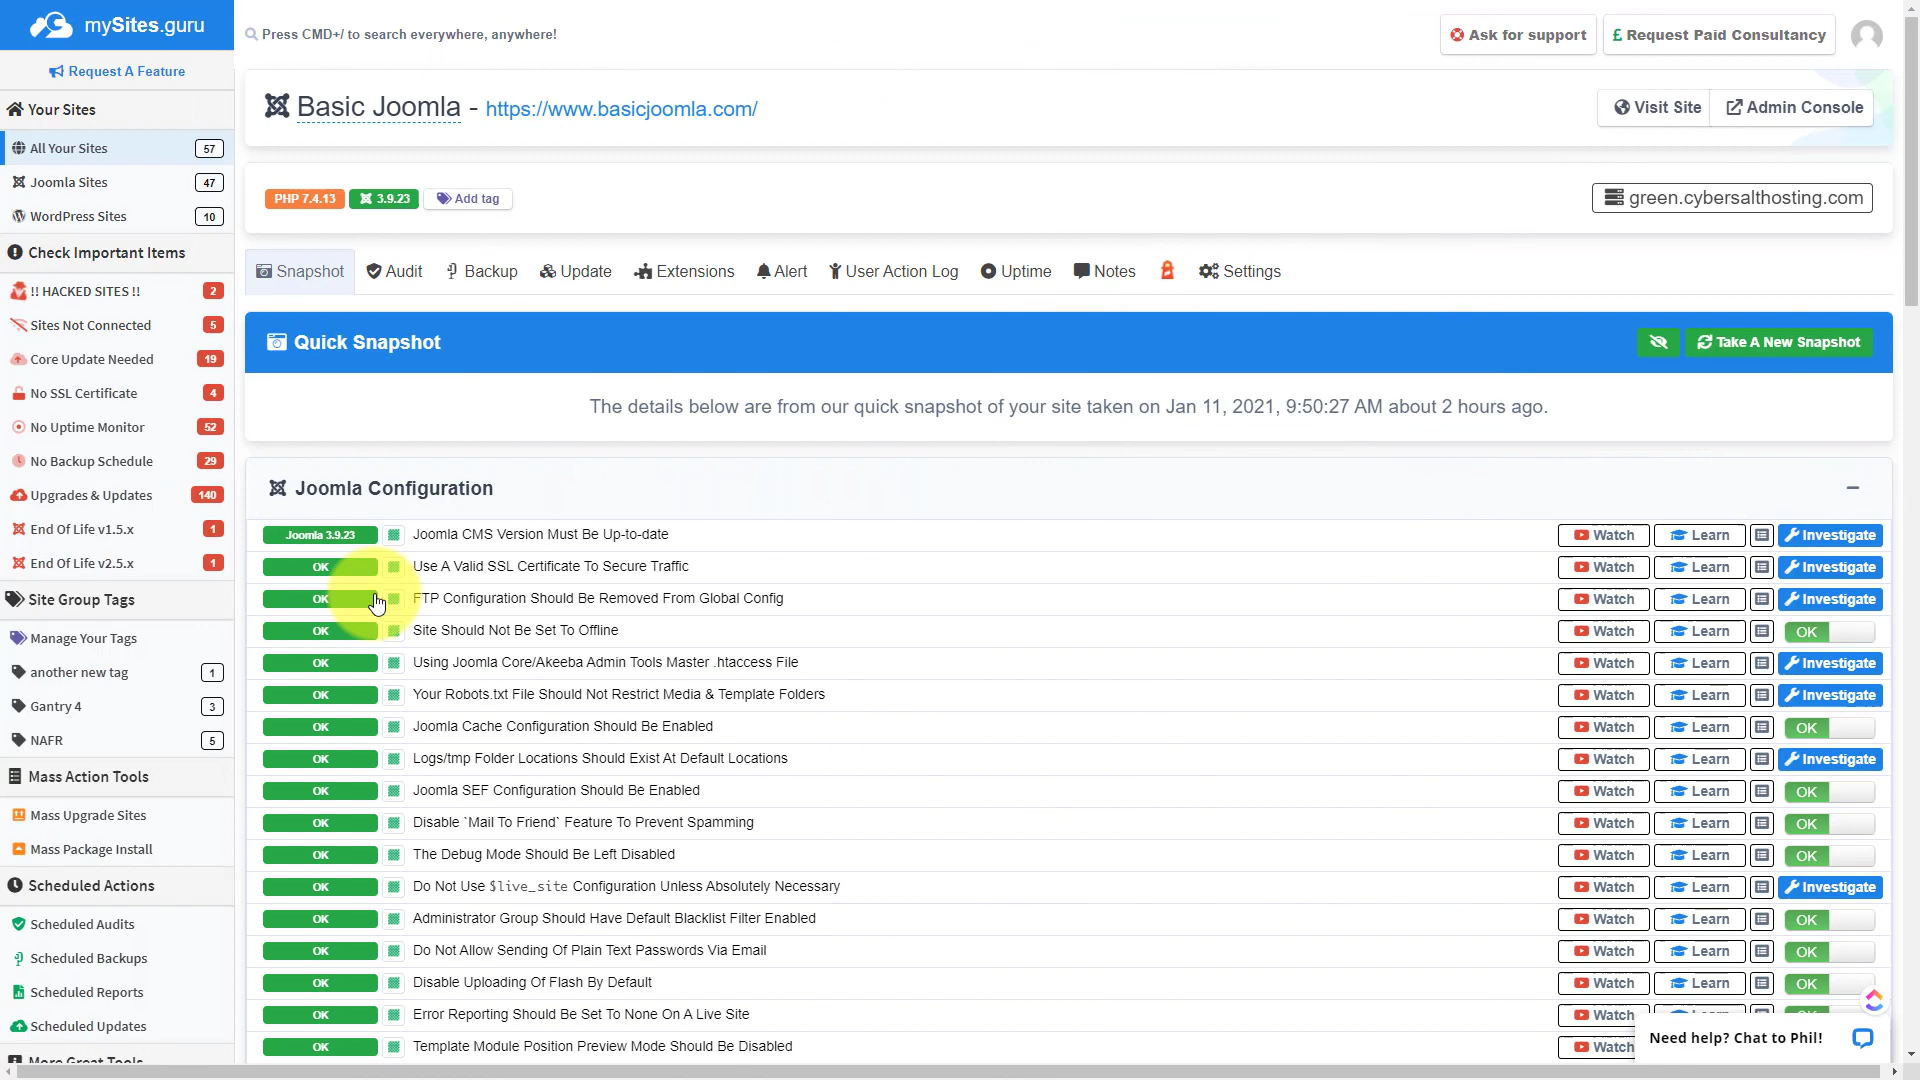 mySites.guru
Press CMD+/ to search everywhere, anywhere!
Ask for support
£ Request Paid Consultancy
Request A Feature
Your Sites
All Your Sites 57
Joomla Sites 47
WordPress Sites 10
Check Important Items
!! HACKED SITES !! 2
Sites Not Connected 5
Core Update Needed 19
No SSL Certificate 4
No Uptime Monitor 52
No Backup Schedule 29
Upgrades & Updates 140
End Of Life v1.5.x 1
End Of Life v2.5.x 1
Site Group Tags
Manage Your Tags
another new tag 1
Gantry 4 3
NAFR 5
Mass Action Tools
Mass Upgrade Sites
Mass Package Install
Scheduled Actions
Scheduled Audits
Scheduled Backups
Scheduled Reports
Scheduled Updates
More Great Tools
Basic Joomla - https://www.basicjoomla.com/
Visit Site
Admin Console
PHP 7.4.13 3.9.23 Add tag
green.cybersalthosting.com
Snapshot Audit Backup Update Extensions Alert User Action Log Uptime Notes Settings
Quick Snapshot
Take A New Snapshot
The details below are from our quick snapshot of your site taken on Jan 11, 2021, 9:50:27 AM about 2 hours ago.
Joomla Configuration
Joomla 3.9.23 Joomla CMS Version Must Be Up-to-date Watch Learn Investigate
OK Use A Valid SSL Certificate To Secure Traffic Watch Learn Investigate
OK FTP Configuration Should Be Removed From Global Config Watch Learn Investigate
OK Site Should Not Be Set To Offline Watch Learn OK
OK Using Joomla Core/Akeeba Admin Tools Master .htaccess File Watch Learn Investigate
OK Your Robots.txt File Should Not Restrict Media & Template Folders Watch Learn Investigate
OK Joomla Cache Configuration Should Be Enabled Watch Learn OK
OK Logs/tmp Folder Locations Should Exist At Default Locations Watch Learn Investigate
OK Joomla SEF Configuration Should Be Enabled Watch Learn OK
OK Disable `Mail To Friend` Feature To Prevent Spamming Watch Learn OK
OK The Debug Mode Should Be Left Disabled Watch Learn OK
OK Do Not Use $live_site Configuration Unless Absolutely Necessary Watch Learn Investigate
OK Administrator Group Should Have Default Blacklist Filter Enabled Watch Learn OK
OK Do Not Allow Sending Of Plain Text Passwords Via Email Watch Learn OK
OK Disable Uploading Of Flash By Default Watch Learn OK
OK Error Reporting Should Be Set To None On A Live Site Watch
OK Template Module Position Preview Mode Should Be Disabled Watch
Need help? Chat to Phil!